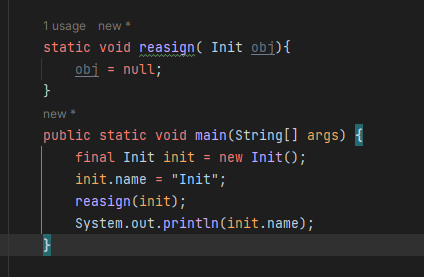 1 usage   new *
static void reasign( Init obj){
    obj = null;
}
new *
public static void main(String[] args) {
    final Init init = new Init();
    init.name = "Init";
    reasign(init);
    System.out.println(init.name);
}